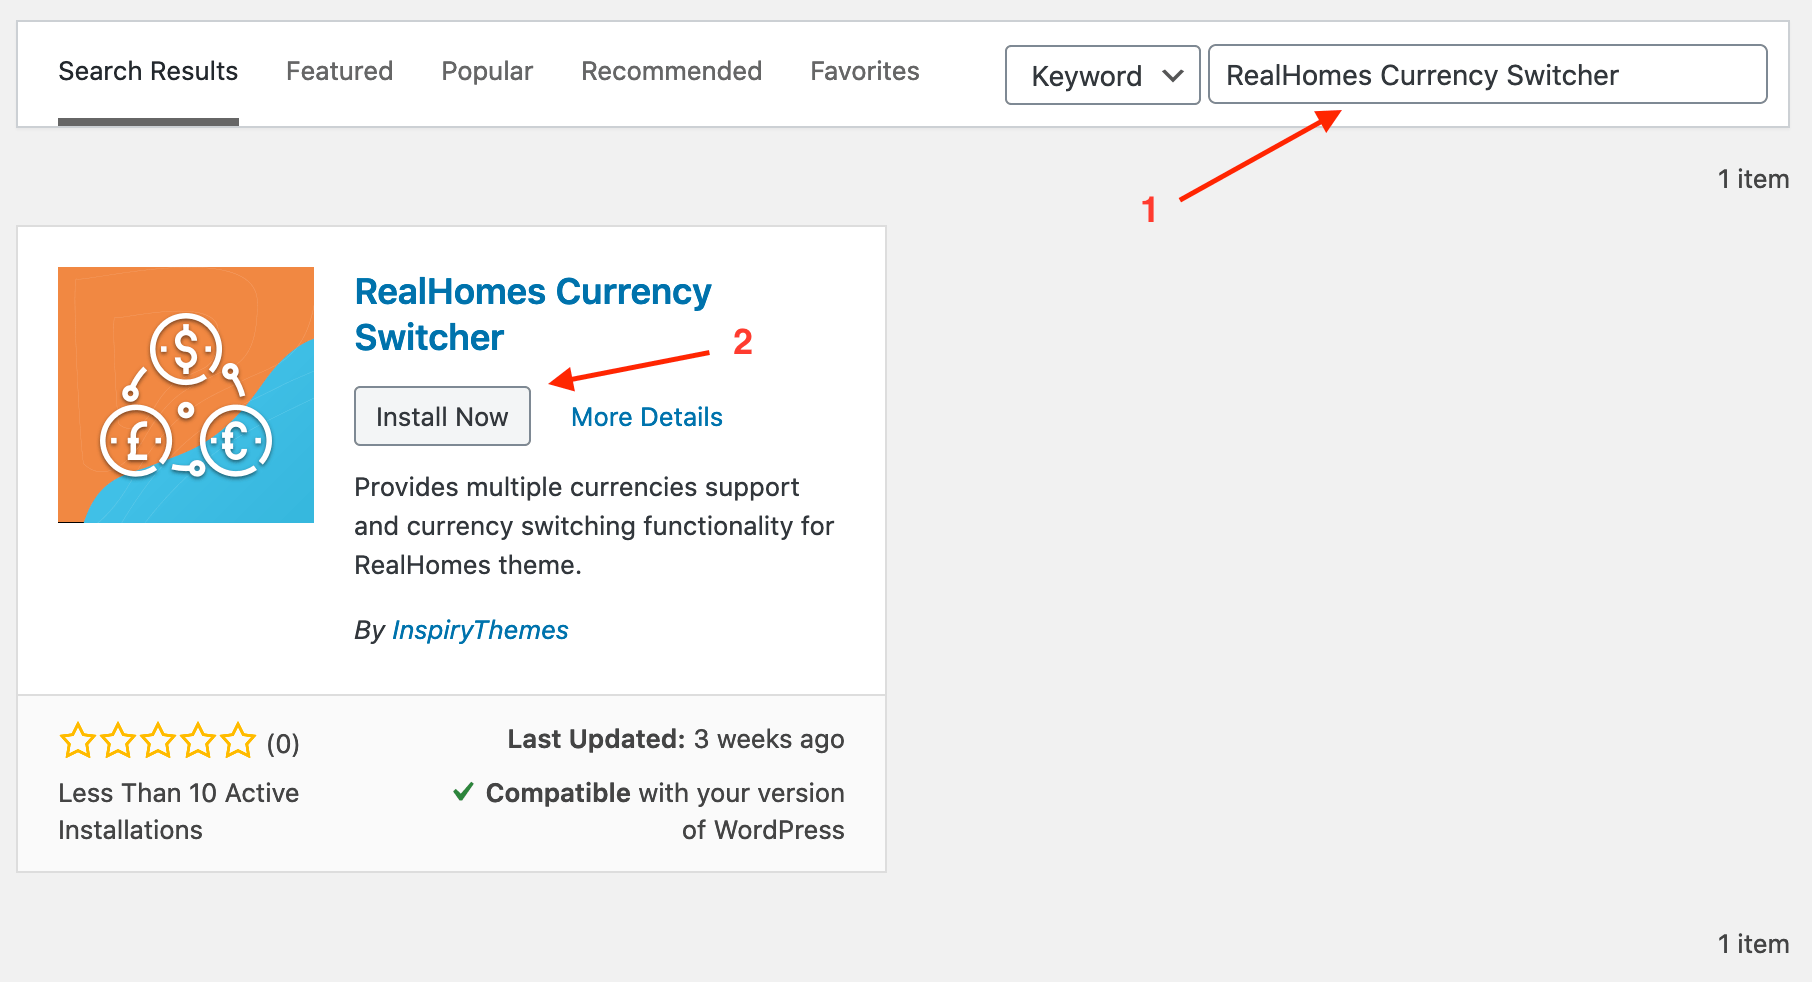 Search Results Featured Popular Recommended Favorites Keyword RealHomes Currency Switcher
1
1 item
RealHomes Currency
Switcher
2
Install Now More Details
Provides multiple currencies support
and currency switching functionality for
RealHomes theme.
By InspiryThemes
$
£ €
(0)
Less Than 10 Active
Installations
Last Updated: 3 weeks ago
Compatible with your version
of WordPress
1 item